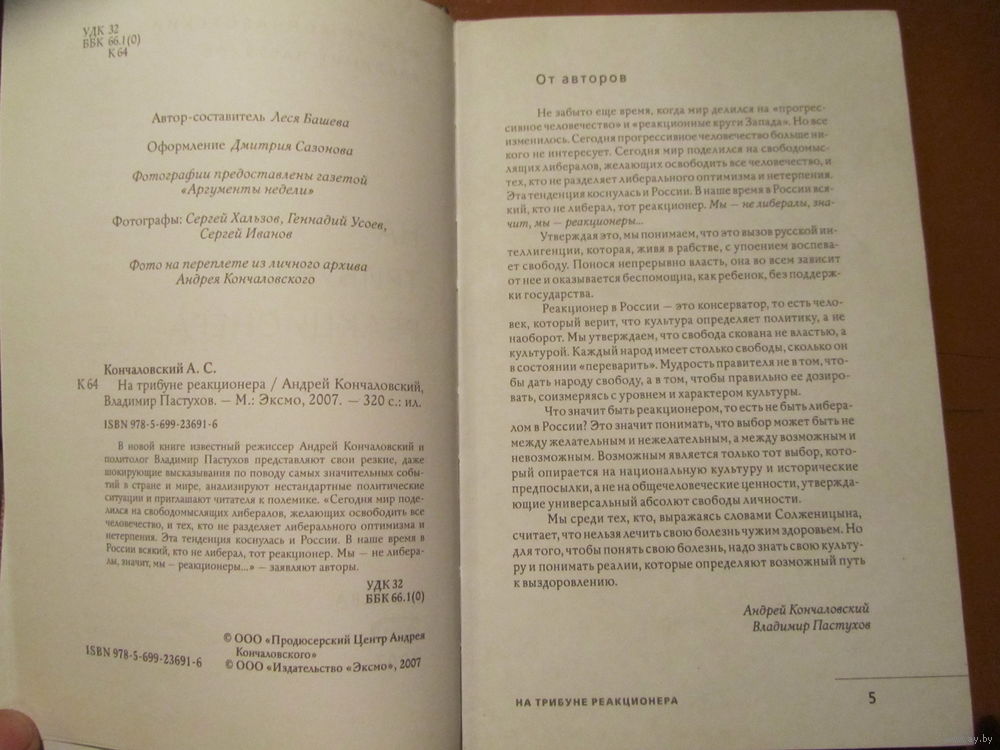 УДК 32
ББК 66.1(0)
К 64
Автор-составитель Леся Башева
Оформление Дмитрия Сазонова
Фотографии предоставлены газетой
«Аргументы недели»
Фотографы: Сергей Хальзов, Геннадий Усоев,
Сергей Иванов
Фото на переплете из личного архива
Андрея Кончаловского
Кончаловский А. С.
К 64 На трибуне реакционера / Андрей Кончаловский,
Владимир Пастухов. — М.: Эксмо, 2007. — 320 с.: ил.
ISBN 978-5-699-23691-6
В новой книге известный режиссер Андрей Кончаловский и
политолог Владимир Пастухов представляют свои резкие, даже
шокирующие высказывания по поводу самых значительных собы-
тий в стране и мире, анализируют нестандартные политические
ситуации и приглашают читателя к полемике. «Сегодня мир поде-
лился на свободомыслящих либералов, желающих освободить все
человечество, и тех, кто не разделяет либерального оптимизма и
нетерпения. Эта тенденция коснулась и России. В наше время в
России всякий, кто не либерал, тот реакционер. Мы — не либера-
лы, значит, мы — реакционеры...» — заявляют авторы.
УДК 32
ББК 66.1(0)
© ООО «Продюсерский Центр Андрея
Кончаловского»
ISBN 978-5-699-23691-6
© ООО «Издательство «Эксмо», 2007
От авторов
Не забыто еще время, когда мир делился на «прогрес-
сивное человечество» и «реакционные круги Запада». Но все
изменилось. Сегодня прогрессивное человечество больше ни-
кого не интересует. Сегодня мир поделился на свободомыс-
лящих либералов, желающих освободить все человечество, и
тех, кто не разделяет либерального оптимизма и нетерпения.
Эта тенденция коснулась и России. В наше время в России вся-
кий, кто не либерал, тот реакционер. Мы — не либералы, зна-
чит, мы — реакционеры...
Утверждая это, мы понимаем, что это вызов русской ин-
теллигенции, которая, живя в рабстве, с упоением воспева-
ет свободу. Понося непрерывно власть, она во всем зависит
от нее и оказывается беспомощна, как ребенок, без поддерж-
ки государства.
Реакционер в России — это консерватор, то есть чело-
век, который верит, что культура определяет политику, а не
наоборот. Мы утверждаем, что свобода скована не властью, а
культурой. Каждый народ имеет столько свободы, сколько он
в состоянии «переварить». Мудрость правителя не в том, что-
бы дать народу свободу, а в том, чтобы правильно ее дозиро-
вать, соизмеряясь с уровнем и характером культуры.
Что значит быть реакционером, то есть не быть либера-
лом в России? Это значит понимать, что выбор может быть не
между желательным и нежелательным, а между возможным и
невозможным. Возможным является только тот выбор, кото-
рый опирается на национальную культуру и исторические
предпосылки, а не на общечеловеческие ценности, утвержда-
ющие универсальный абсолют свободы личности.
Мы среди тех, кто, выражаясь словами Солженицына,
считает, что нельзя лечить свою болезнь чужим здоровьем. Но
для того, чтобы понять свою болезнь, надо знать свою культу-
ру и понимать реалии, которые определяют возможный путь
к выздоровлению.
Андрей Кончаловский
Владимир Пастухов
НА ТРИБУНЕ РЕАКЦИОНЕРА 5